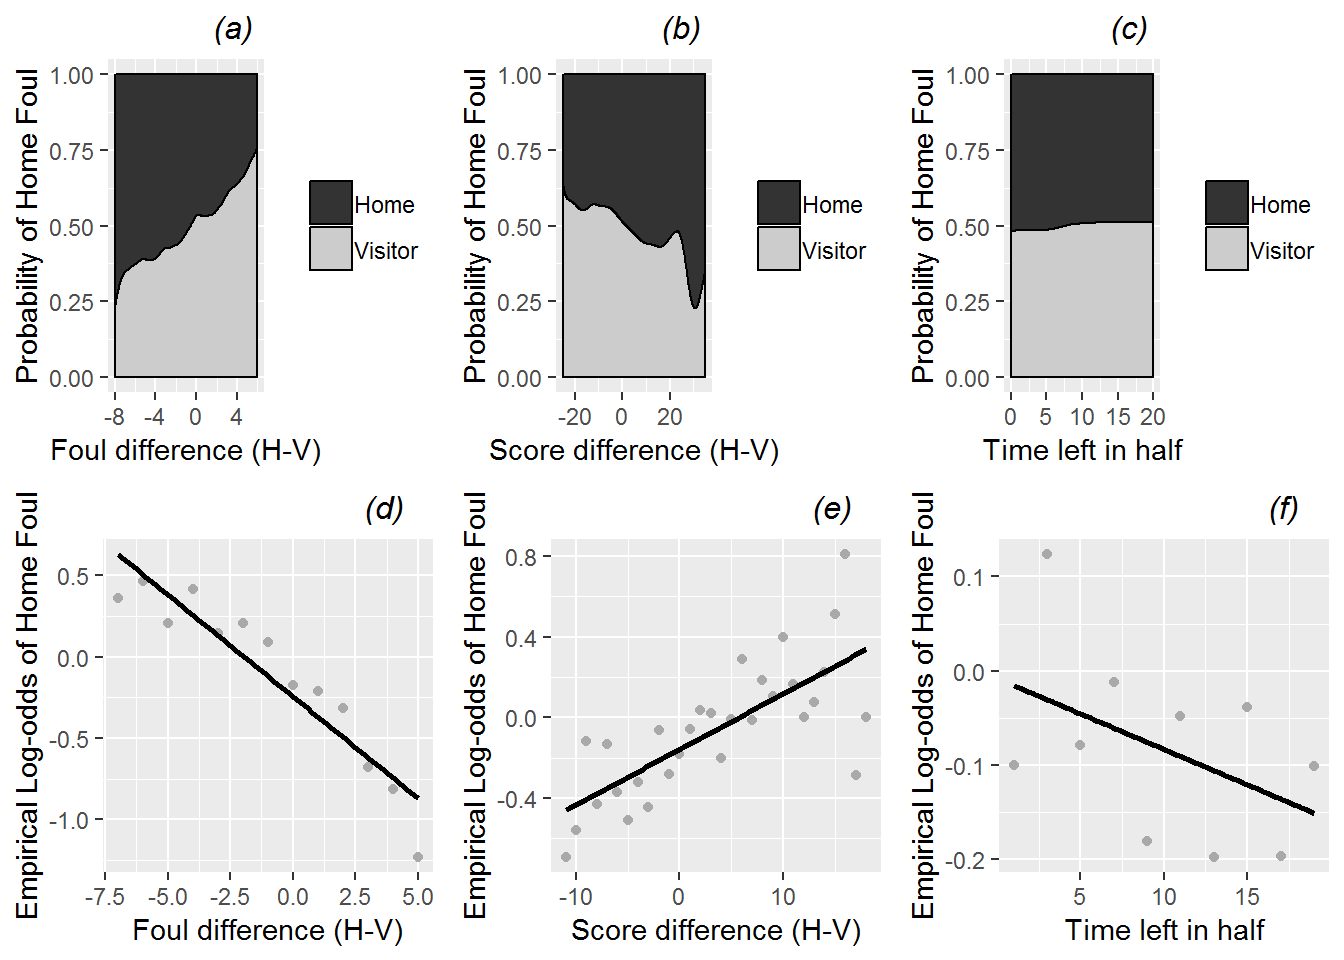 (a)
Probability of Home Foul
1.00
0.75
0.50
0.25
0.00
-8 -4 0 4
Foul difference (H-V)
Home
Visitor
(b)
Probability of Home Foul
1.00
0.75
0.50
0.25
0.00
-20 0 20
Score difference (H-V)
Home
Visitor
(c)
Probability of Home Foul
1.00
0.75
0.50
0.25
0.00
0 5 10 15 20
Time left in half
Home
Visitor
(d)
Empirical Log-odds of Home Foul
0.5
0.0
-0.5
-1.0
-7.5 -5.0 -2.5 0.0 2.5 5.0
Foul difference (H-V)
(e)
Empirical Log-odds of Home Foul
0.8
0.4
0.0
-0.4
-10 0 10
Score difference (H-V)
(f)
Empirical Log-odds of Home Foul
0.1
0.0
-0.1
-0.2
5 10 15
Time left in half